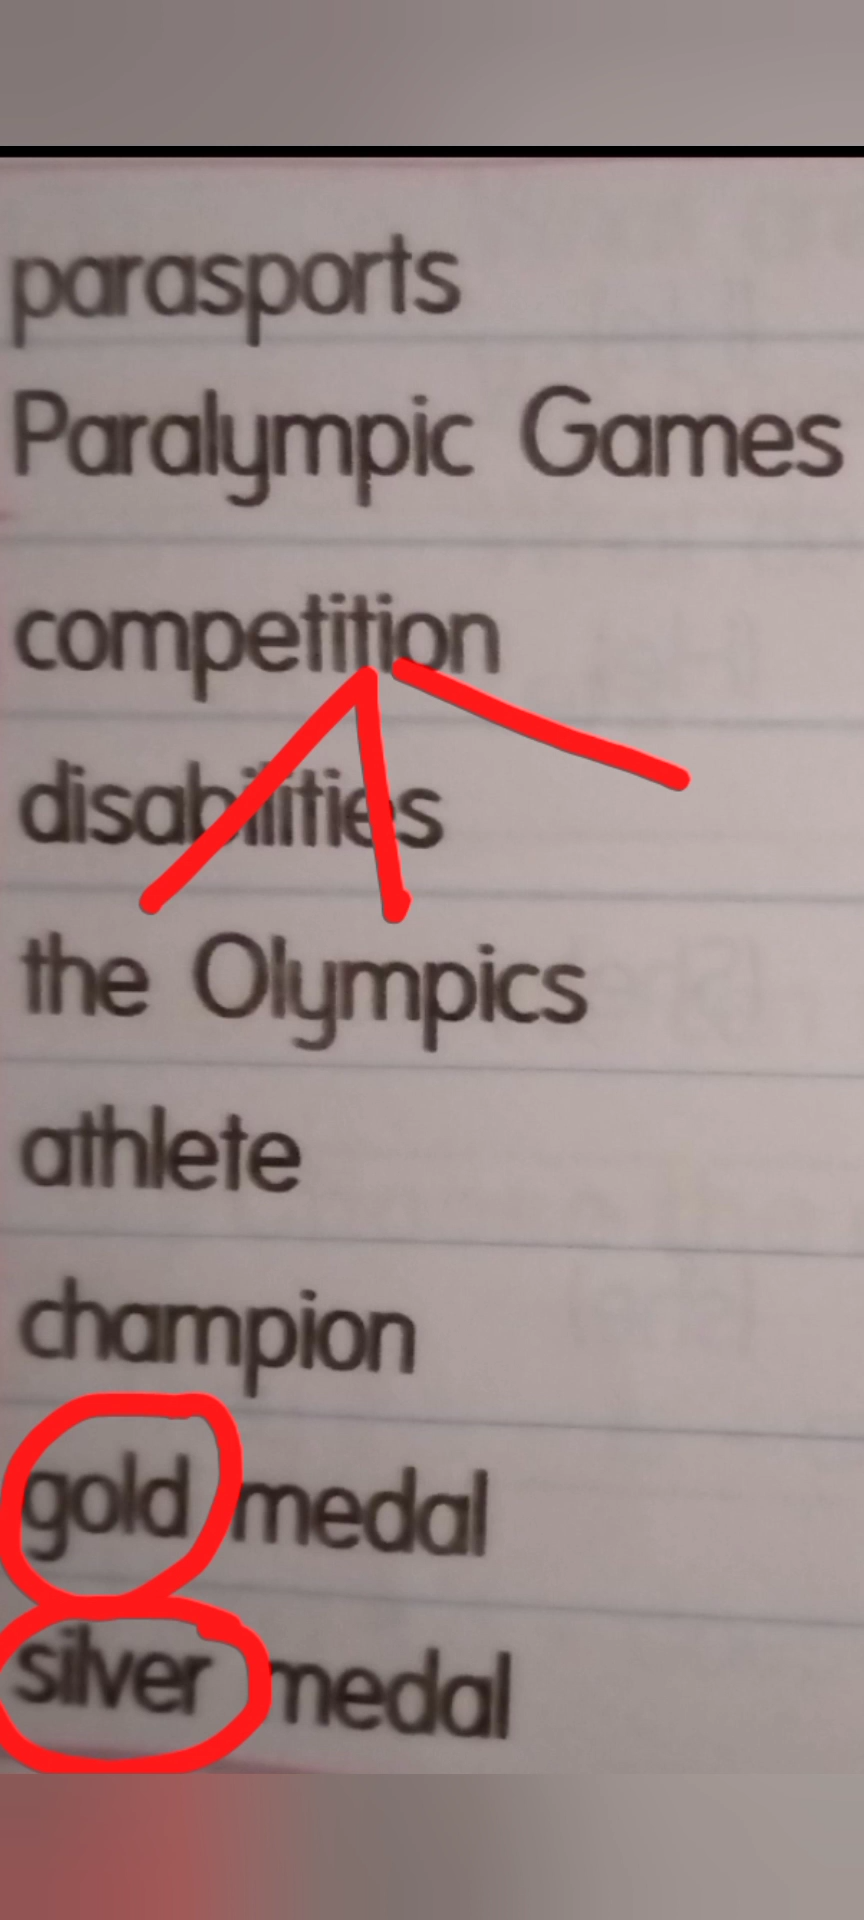 parasports
Paralympic Games
competition
disabilities
the Olympics
athlete
champion
gold medal
silver medal